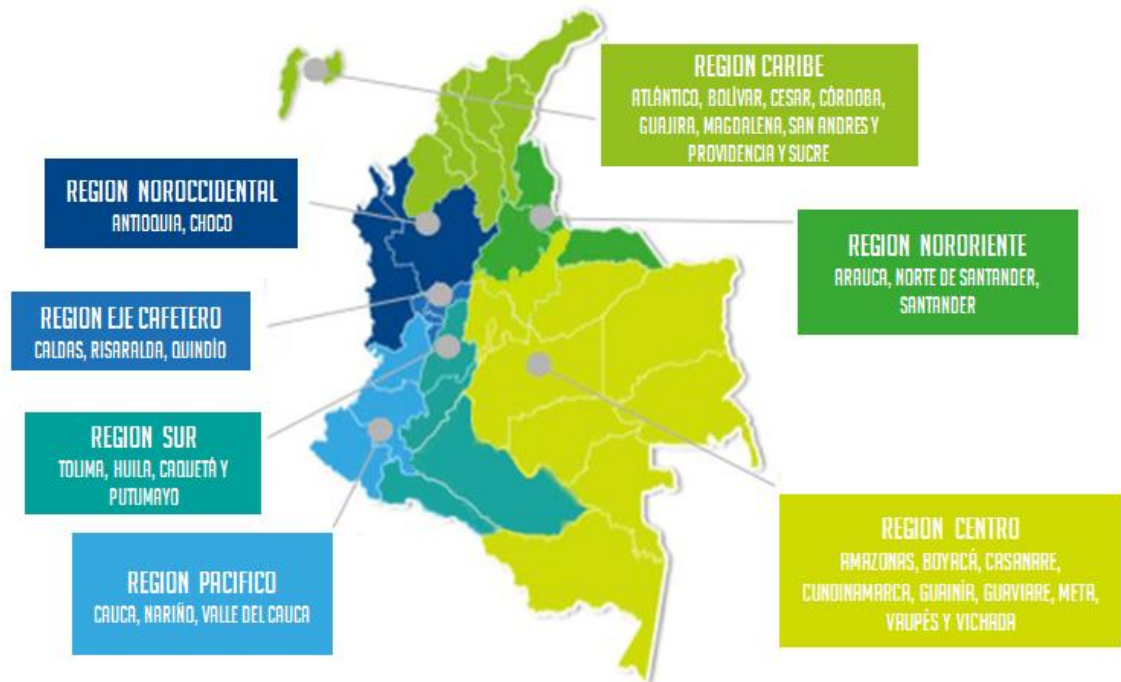 REGION CARIBE
ATLÁNTICO, BOLÍVAR, CESAR, CÓRDOBA,
GUAJIRA, MAGDALENA, SAN ANDRES Y
PROVIDENCIA Y SUCRE
REGION NOROCCIDENTAL
ANTIOQUIA, CHOCO
REGION NORORIENTE
ARAUCA, NORTE DE SANTANDER,
SANTANDER
REGION EJE CAFETERO
CALDAS, RISARALDA, QUINDÍO
REGION SUR
TOLIMA, HUILA, CAQUETÁ Y
PUTUMAYO
REGION CENTRO
AMAZONAS, BOYACÁ, CASANARE,
CUNDINAMARCA, GUAINÍA, GUAVIARE, META,
VAUPÉS Y VICHADA
REGION PACIFICO
CAUCA, NARIÑO, VALLE DEL CAUCA